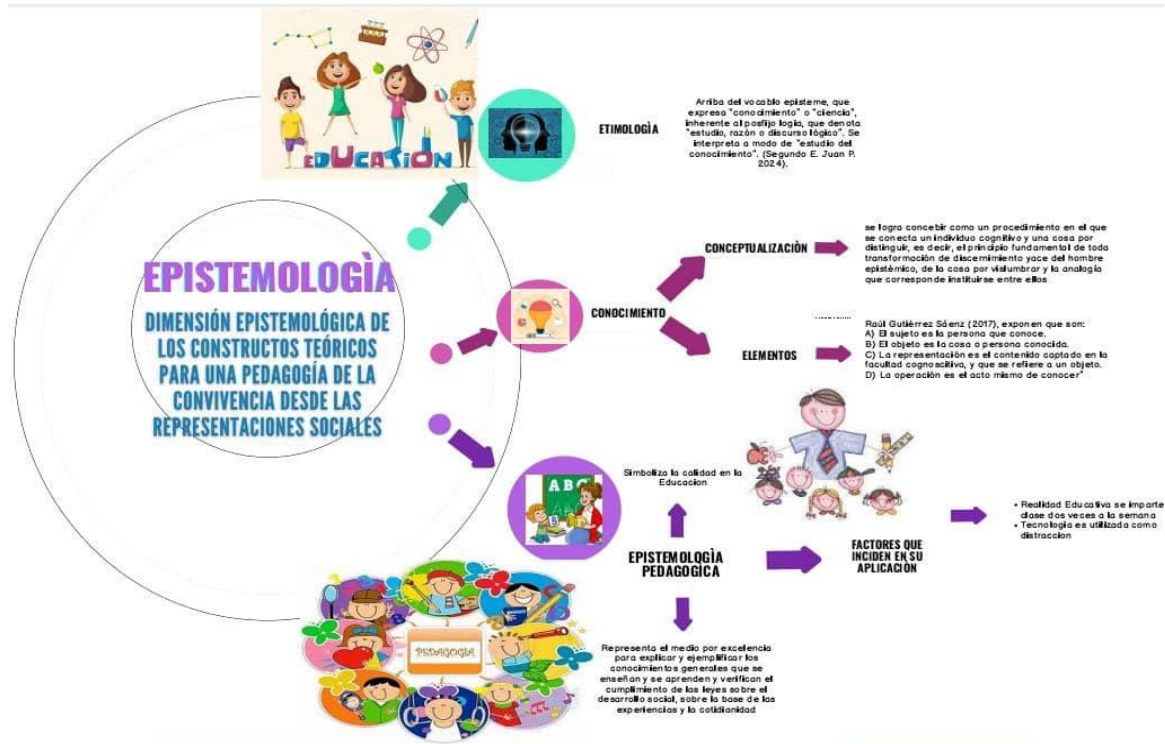 EDUCATION
ETIMOLOGÌA
Arriba del vocablo episteme, que
expresa "conocimiento" o "ciencia",
inherente al posfijo logía, que denota
"estudio, razón o discurso lógico". Se
interpreta a modo de "estudio del
conocimiento". (Segundo E. Juan P.
2024).
EPISTEMOLOGÌA
DIMENSIÓN EPISTEMOLÓGICA DE
LOS CONSTRUCTOS TEÓRICOS
PARA UNA PEDAGOGÍA DE LA
CONVIVENCIA DESDE LAS
REPRESENTACIONES SOCIALES
CONOCIMIENTO
CONCEPTUALIZACIÒN
se logra concebir como un procedimiento en el que
se conecta un individuo cognitivo y una cosa por
distinguir, es decir, el principio fundamental de toda
transformación de discernimiento yace del hombre
epistémico, de la cosa por vislumbrar y la analogía
que corresponde instituirse entre ellos
ELEMENTOS
Raúl Gutiérrez Sáenz (2017), exponen que son:
A) El sujeto es la persona que conoce.
B) El objeto es la cosa o persona conocida.
C) La representación es el contenido captado en la
facultad cognoscitiva, y que se refiere a un objeto.
D) La operación es el acto mismo de conocer"
ABC
Simboliza la calidad en la
Educacion
EPISTEMOLOGÌA
PEDAGOGICA
FACTORES QUE
INCIDEN EN SU
APLICACIÓN
• Realidad Educativa se imparte
clase dos veces a la semana
• Tecnología es utilizada como
distraccion
PEDAGOGIA
Representa el medio por excelencia
para explicar y ejemplificar los
conocimientos generales que se
enseñan y se aprenden y verifican el
cumplimiento de las leyes sobre el
desarrollo social, sobre la base de las
experiencias y la cotidianidad